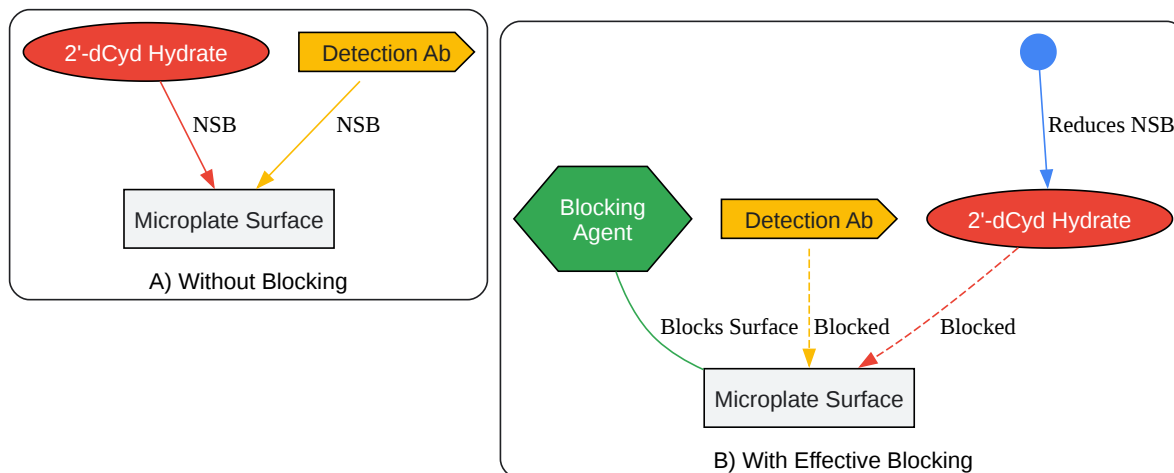 2'-dCyd Hydrate
Detection Ab
NSB
NSB
Microplate Surface
A) Without Blocking
Reduces NSB
Blocking
Agent
Detection Ab
2'-dCyd Hydrate
Blocks Surface
Blocked
Blocked
Microplate Surface
B) With Effective Blocking